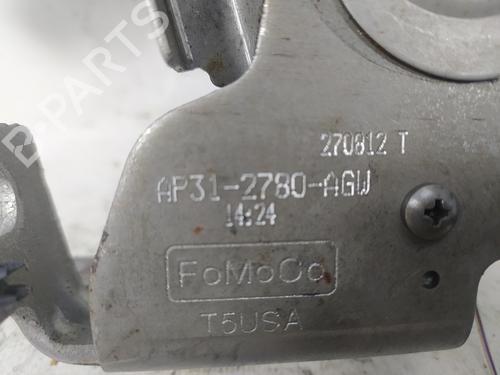 B-PARTS
270812 T
AP31-2780-AGW
14:24
FoMoCo
T5USA